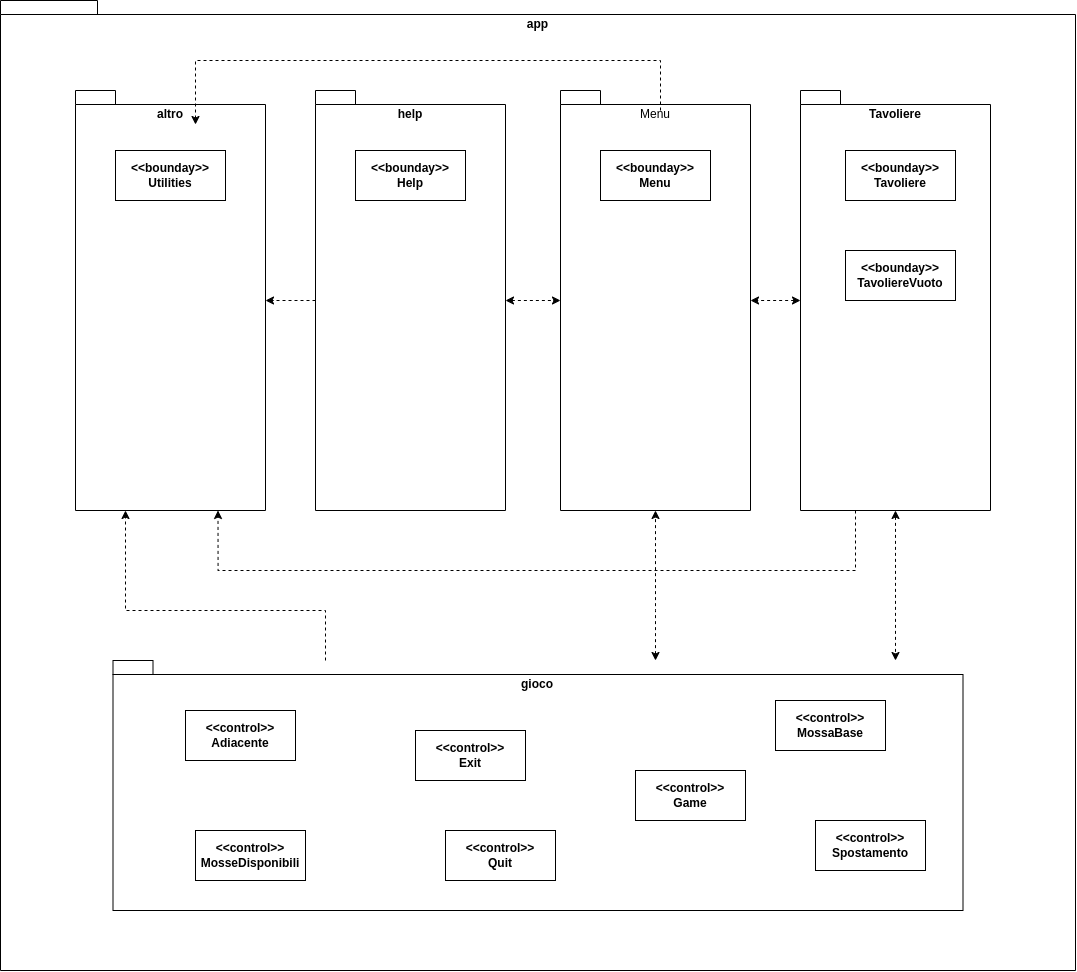 app
altro
help
Menu
Tavoliere
<<bounday>>
Utilities
<<bounday>>
Help
<<bounday>>
Menu
<<bounday>>
Tavoliere
<<bounday>>
TavoliereVuoto
gioco
<<control>>
Adiacente
<<control>>
Exit
<<control>>
MossaBase
<<control>>
Game
<<control>>
MosseDisponibili
<<control>>
Quit
<<control>>
Spostamento